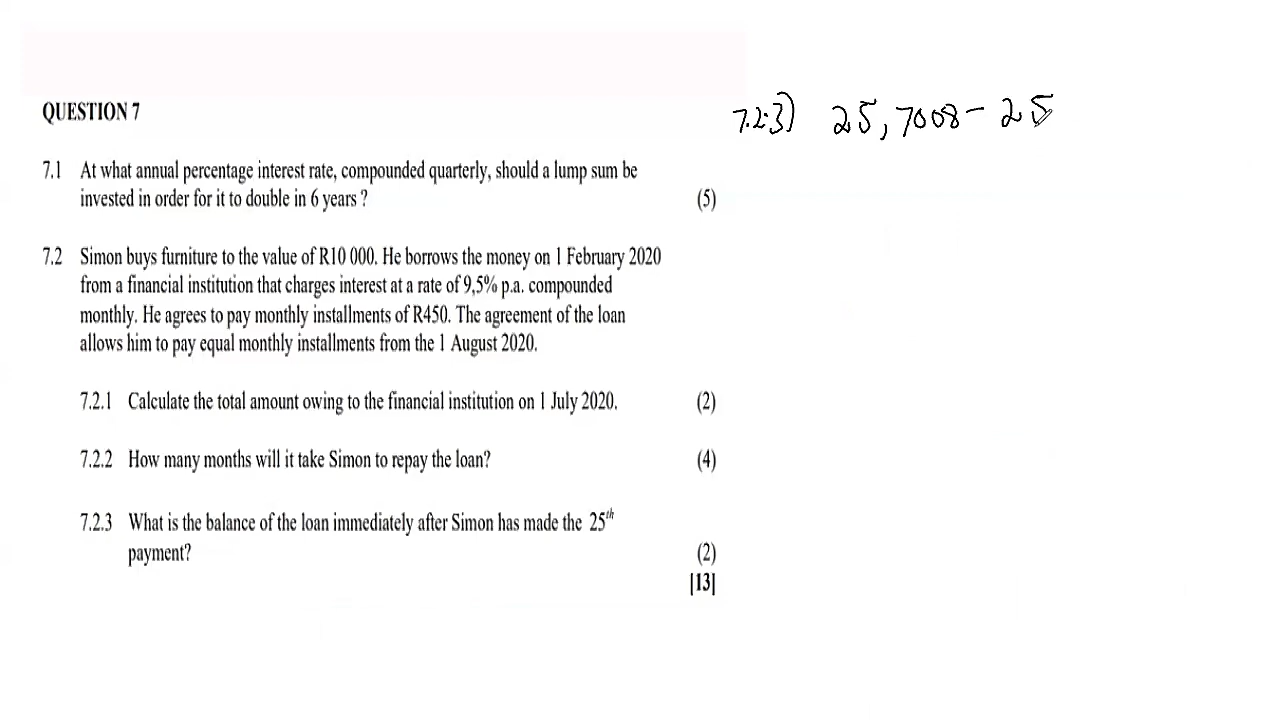 QUESTION 7
7.2.3) 25,7008 - 25
7.1 At what annual percentage interest rate, compounded quarterly, should a lump sum be
invested in order for it to double in 6 years ? (5)
7.2 Simon buys furniture to the value of R10 000. He borrows the money on 1 February 2020
from a financial institution that charges interest at a rate of 9,5% p.a. compounded
monthly. He agrees to pay monthly installments of R450. The agreement of the loan
allows him to pay equal monthly installments from the 1 August 2020.
7.2.1 Calculate the total amount owing to the financial institution on 1 July 2020. (2)
7.2.2 How many months will it take Simon to repay the loan? (4)
7.2.3 What is the balance of the loan immediately after Simon has made the 25th
payment? (2)
[13]